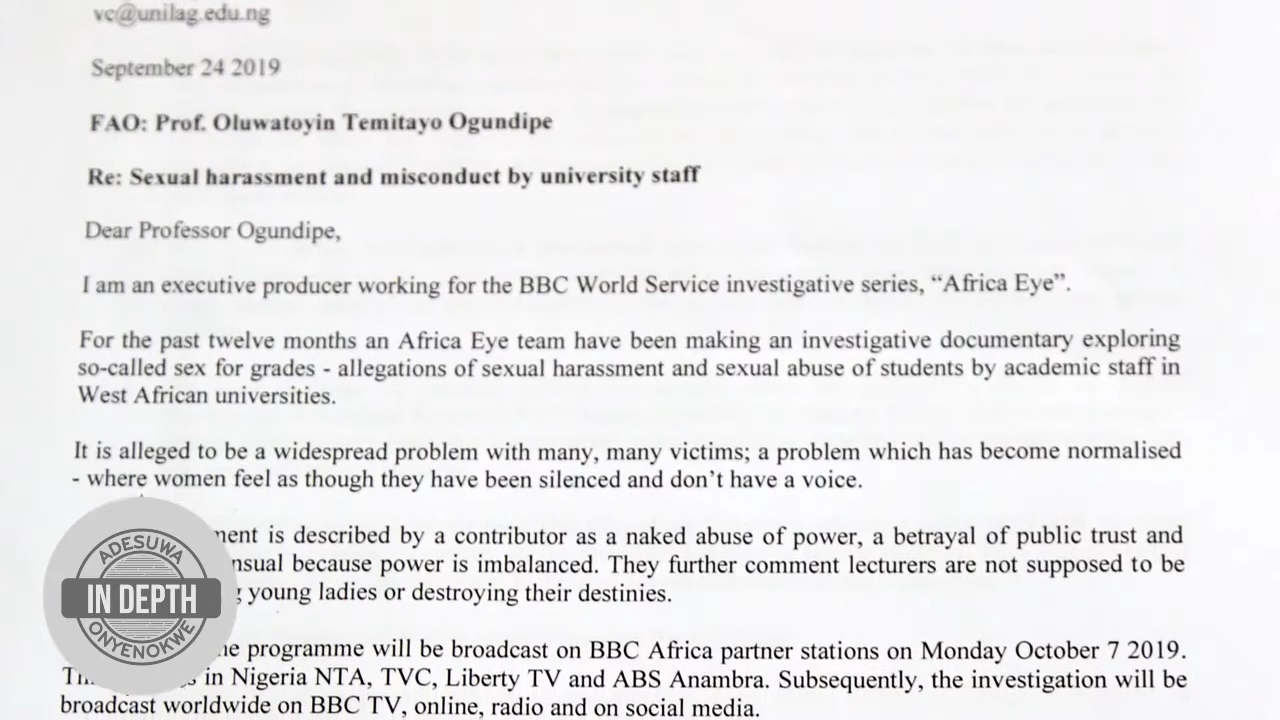 vc@unilag.edu.ng
September 24 2019
FAO: Prof. Oluwatoyin Temitayo Ogundipe
Re: Sexual harassment and misconduct by university staff
Dear Professor Ogundipe,
I am an executive producer working for the BBC World Service investigative series, “Africa Eye”.
For the past twelve months an Africa Eye team have been making an investigative documentary exploring
so-called sex for grades - allegations of sexual harassment and sexual abuse of students by academic staff in
West African universities.
It is alleged to be a widespread problem with many, many victims; a problem which has become normalised
- where women feel as though they have been silenced and don’t have a voice.
is described by a contributor as a naked abuse of power, a betrayal of public trust and
because power is imbalanced. They further comment lecturers are not supposed to be
young ladies or destroying their destinies.
programme will be broadcast on BBC Africa partner stations on Monday October 7 2019.
in Nigeria NTA, TVC, Liberty TV and ABS Anambra. Subsequently, the investigation will be
broadcast worldwide on BBC TV, online, radio and on social media.
ADESUWA
IN DEPTH
ONYENOKWE